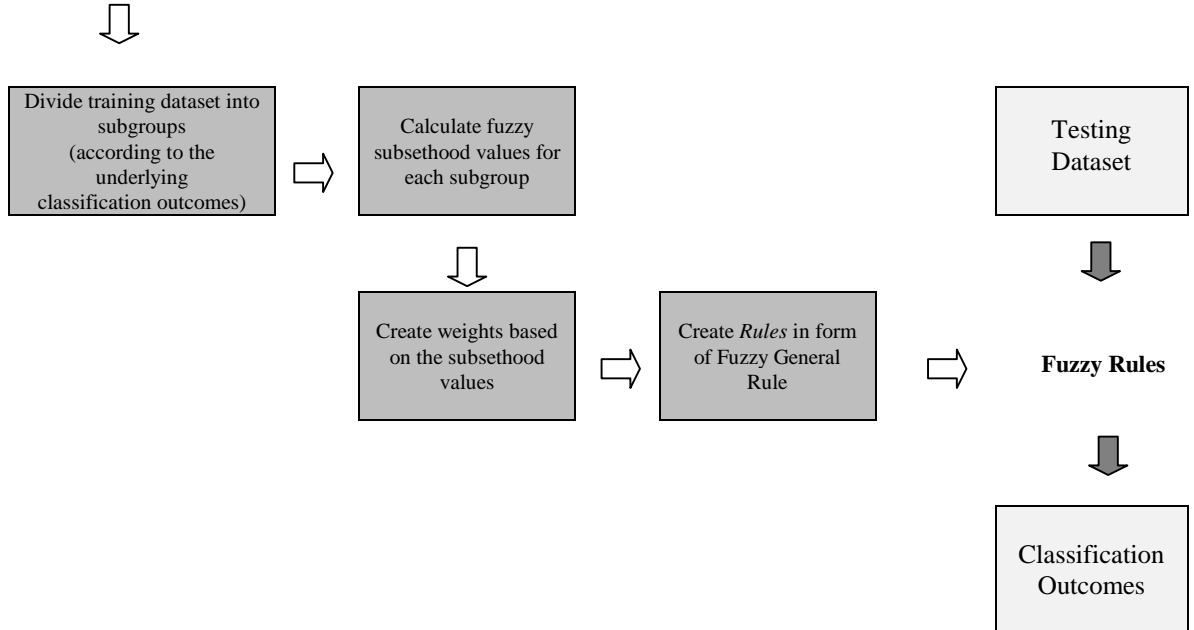 Divide training dataset into
subgroups
(according to the
underlying
classification outcomes)
Calculate fuzzy
subsethood values for
each subgroup
Testing
Dataset
Create weights based
on the subsethood
values
Create Rules in form
of Fuzzy General
Rule
Fuzzy Rules
Classification
Outcomes